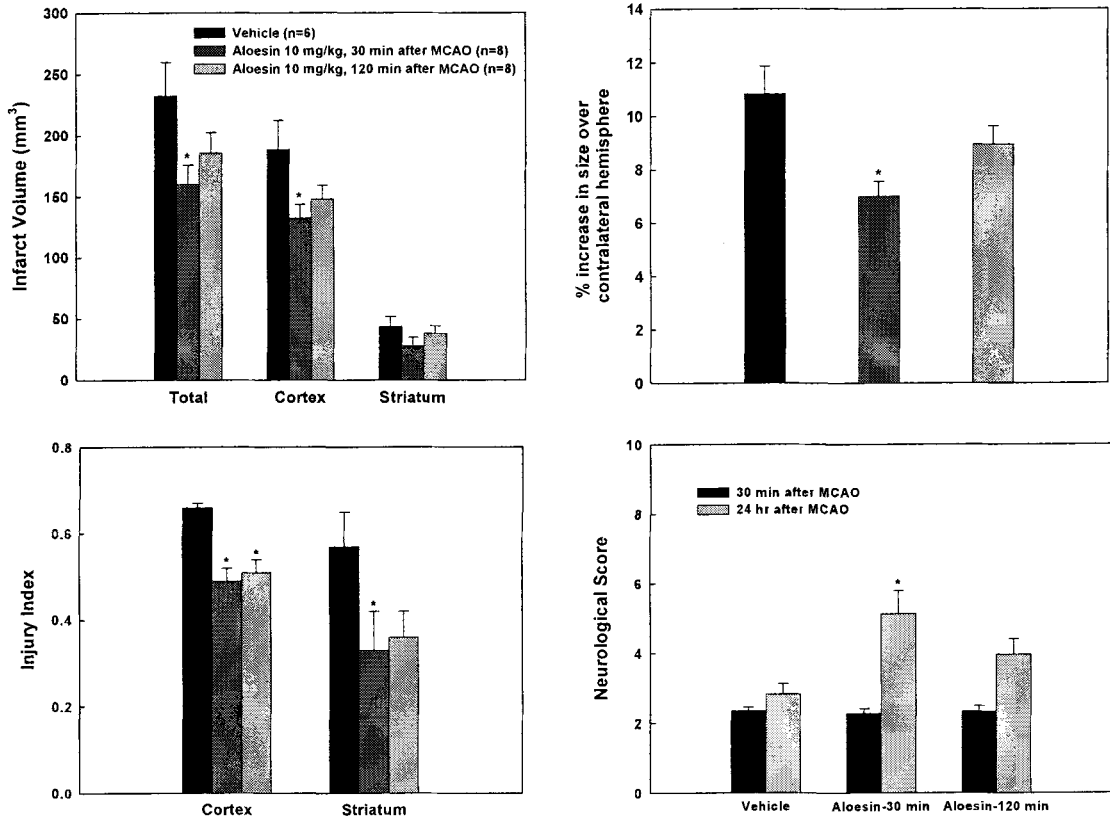 300
250
200
150
100
50
0
Infarct Volume (mm³)
Vehicle (n=6)
Aloesin 10 mg/kg, 30 min after MCAO (n=8)
Aloesin 10 mg/kg, 120 min after MCAO (n=8)
*
*
Total Cortex Striatum
14
12
10
8
6
4
2
0
% increase in size over
contralateral hemisphere
*
0.8
0.6
0.4
0.2
0.0
Injury Index
* *
*
Cortex Striatum
10
8
6
4
2
0
Neurological Score
30 min after MCAO
24 hr after MCAO
*
Vehicle Aloesin-30 min Aloesin-120 min